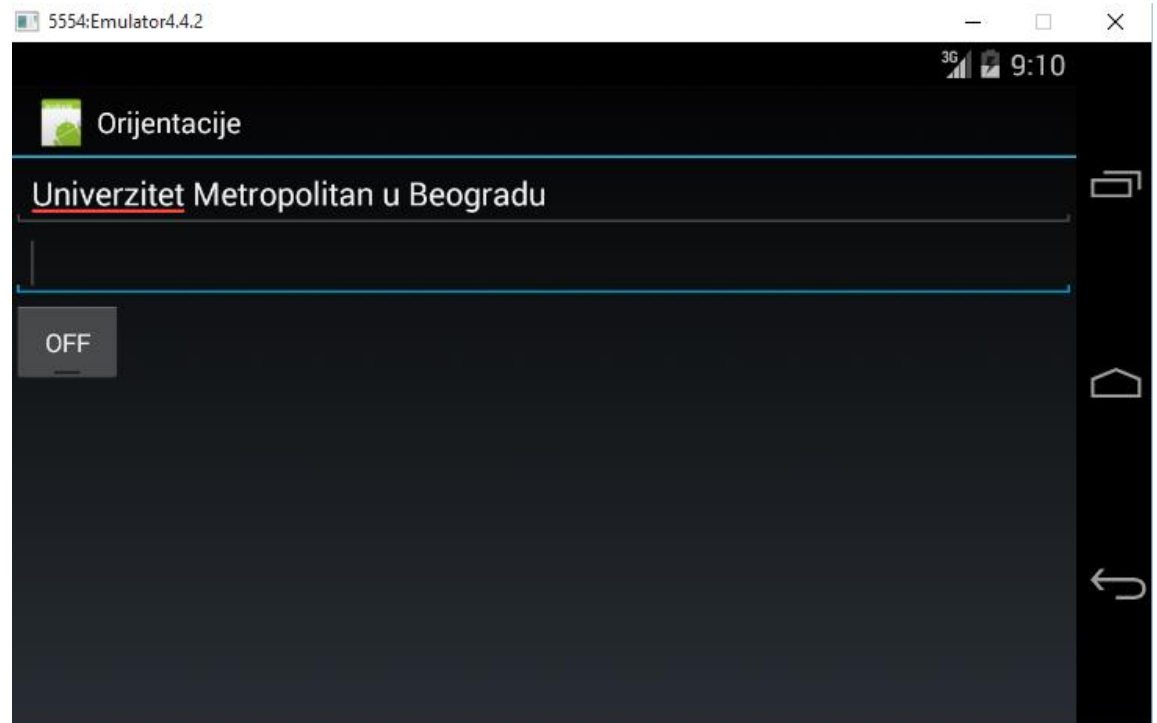 5554:Emulator4.4.2
3G 9:10
Orijentacije
Univerzitet Metropolitan u Beogradu
OFF